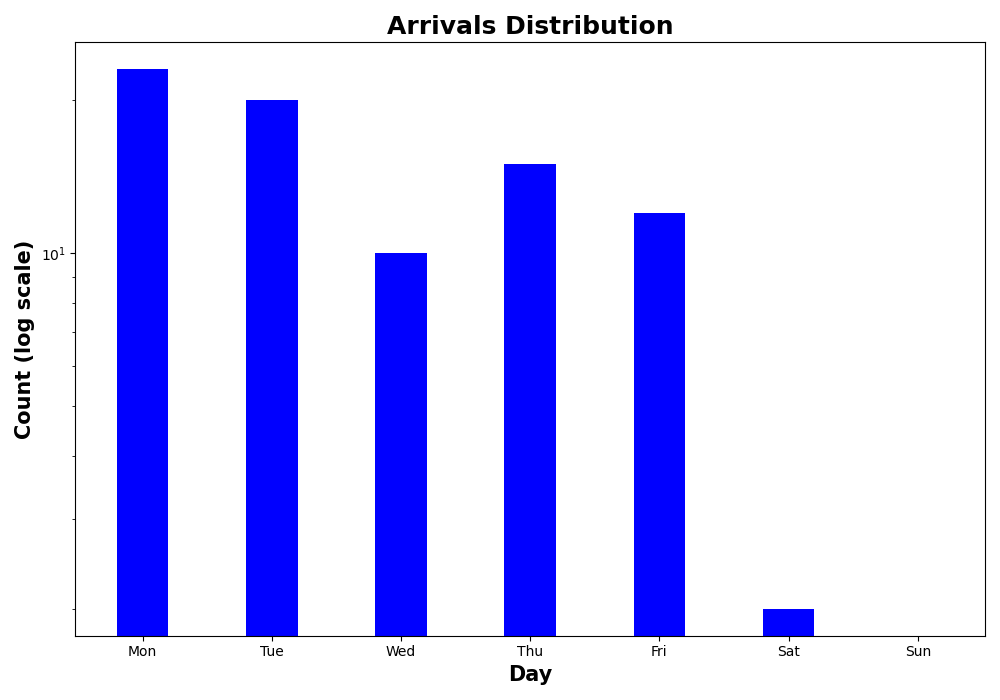 Arrivals Distribution
Count (log scale)
10¹
Mon Tue Wed Thu Fri Sat Sun
Day